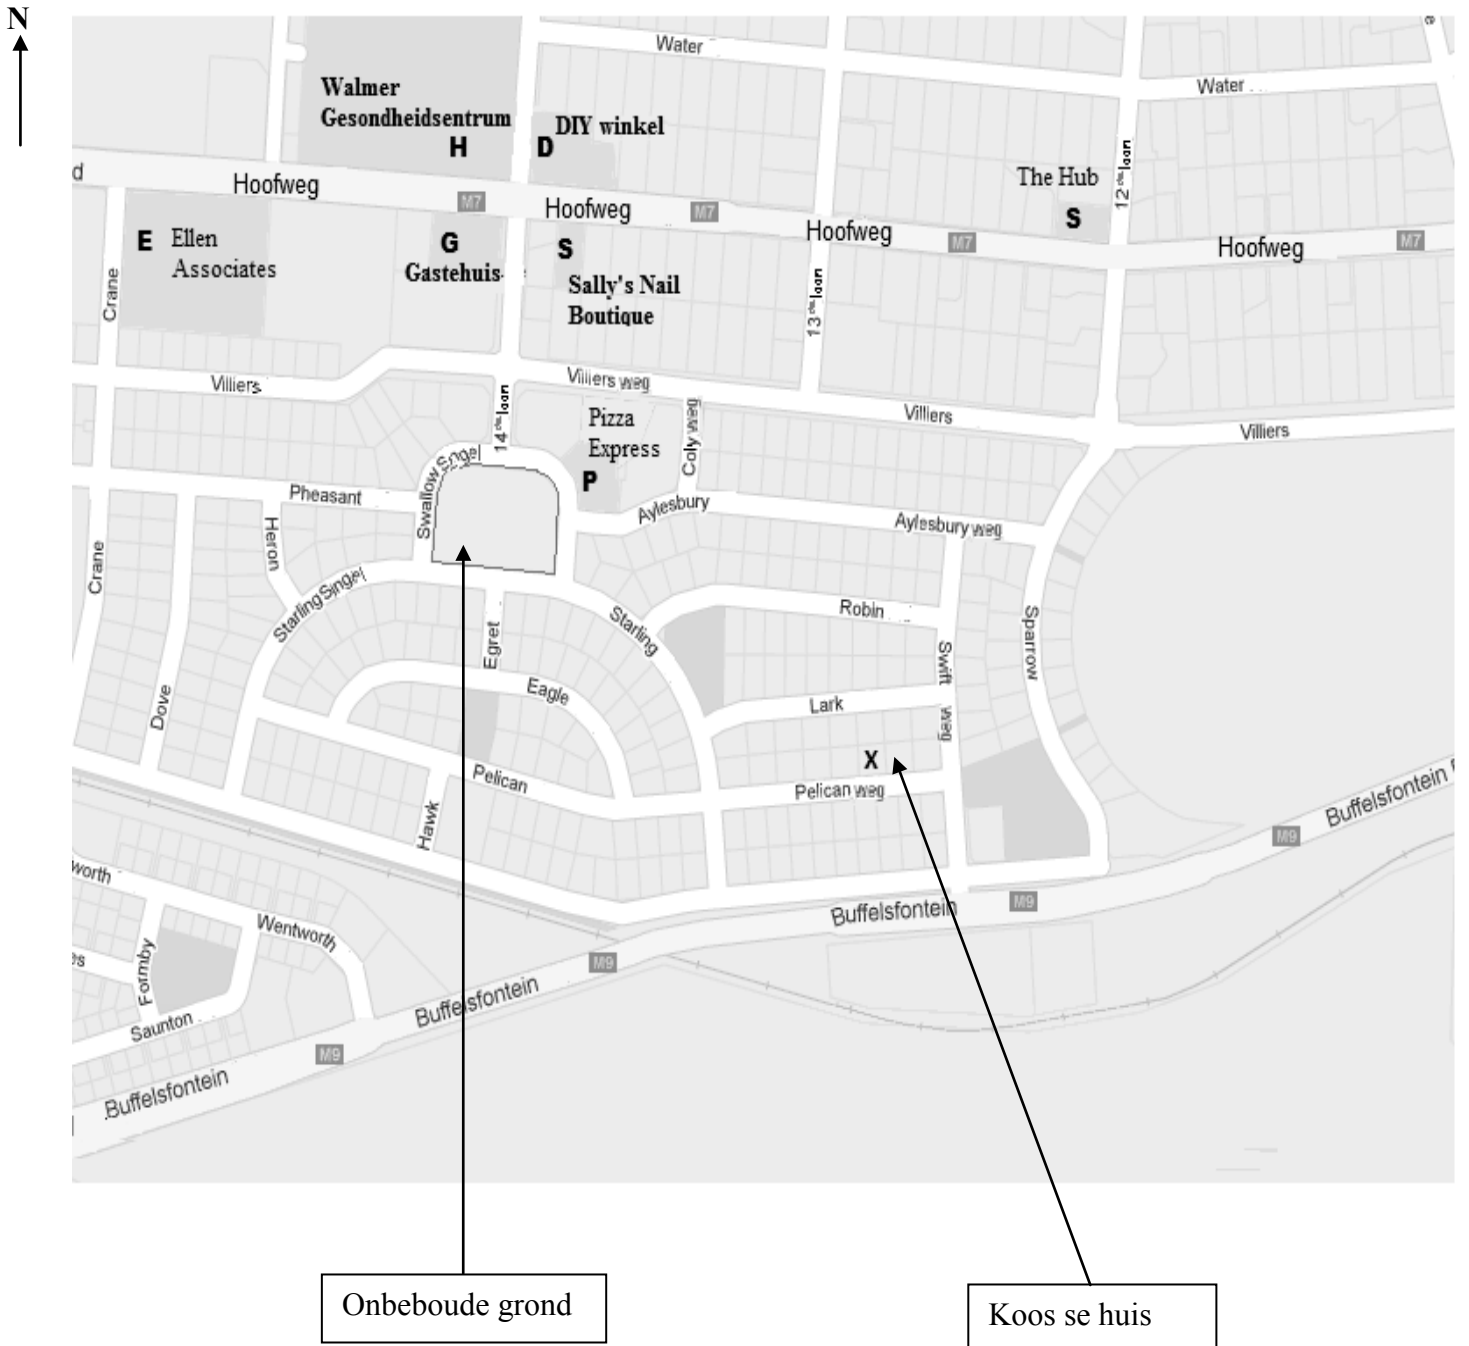 N
Water
Water
Walmer
Gesondheidsentrum
H
DIY winkel
D
12de laan
The Hub
S
d
Hoofweg
M7
Hoofweg
M7
Hoofweg
M7
Hoofweg
M7
E
Ellen
Associates
G
Gastehuis
S
Sally's Nail
Boutique
Crane
13de laan
Villiers
Villiers weg
Villiers
Villiers
14de laan
Pizza
Express
P
Coly weg
Swallow Singel
Pheasant
Aylesbury
Aylesbury weg
Heron
Crane
Starling Singel
Starling
Robin
Sparrow
Egret
Swift weg
Eagle
Dove
Lark
X
Pelican
Pelican weg
Hawk
Buffelsfontein
M9
worth
Wentworth
Buffelsfontein
M9
M9
es
Formby
Buffelsfontein
Saunton
M9
Buffelsfontein
Onbeboude grond
Koos se huis